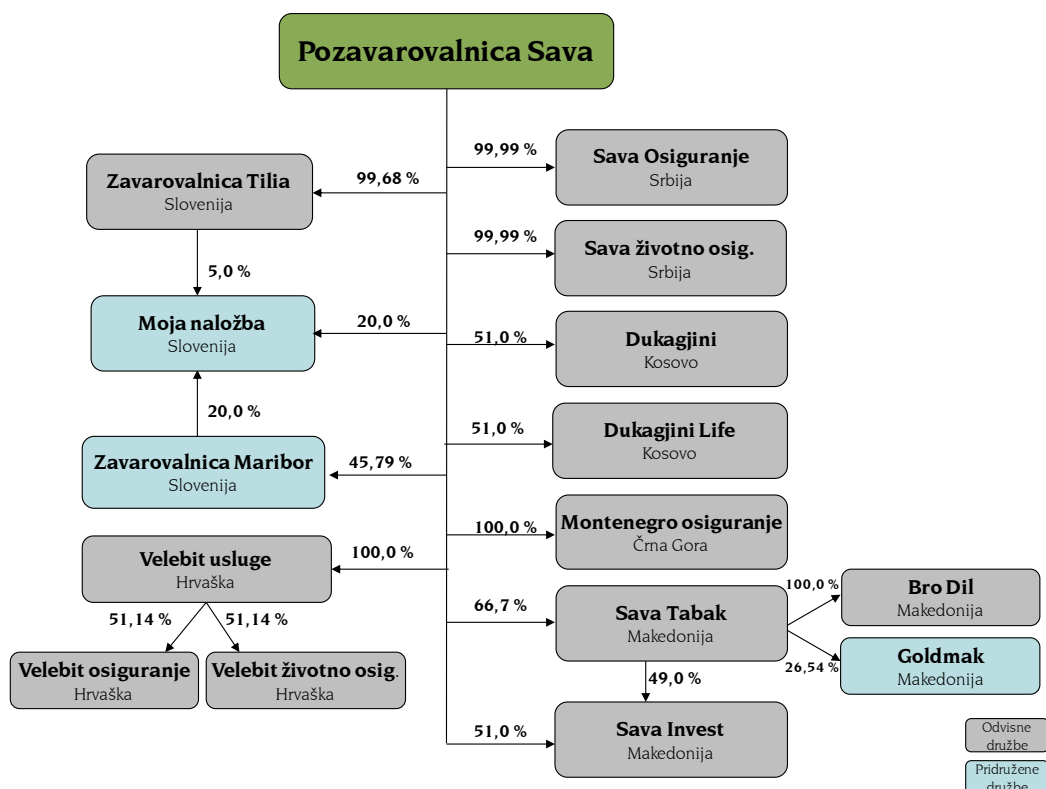 Pozavarovalnica Sava
99,99 %
Sava Osiguranje
Srbija
Zavarovalnica Tilia
Slovenija
99,68 %
99,99 %
Sava životno osig.
Srbija
5,0 %
Moja naložba
Slovenija
20,0 %
51,0 %
Dukagjini
Kosovo
20,0 %
51,0 %
Dukagjini Life
Kosovo
Zavarovalnica Maribor
Slovenija
45,79 %
100,0 %
Montenegro osiguranje
Črna Gora
Velebit usluge
Hrvaška
100,0 %
66,7 %
Sava Tabak
Makedonija
100,0 %
Bro Dil
Makedonija
51,14 %
51,14 %
26,54 %
Goldmak
Makedonija
Velebit osiguranje
Hrvaška
Velebit životno osig.
Hrvaška
49,0 %
51,0 %
Sava Invest
Makedonija
Odvisne
družbe
Pridružene
družbe